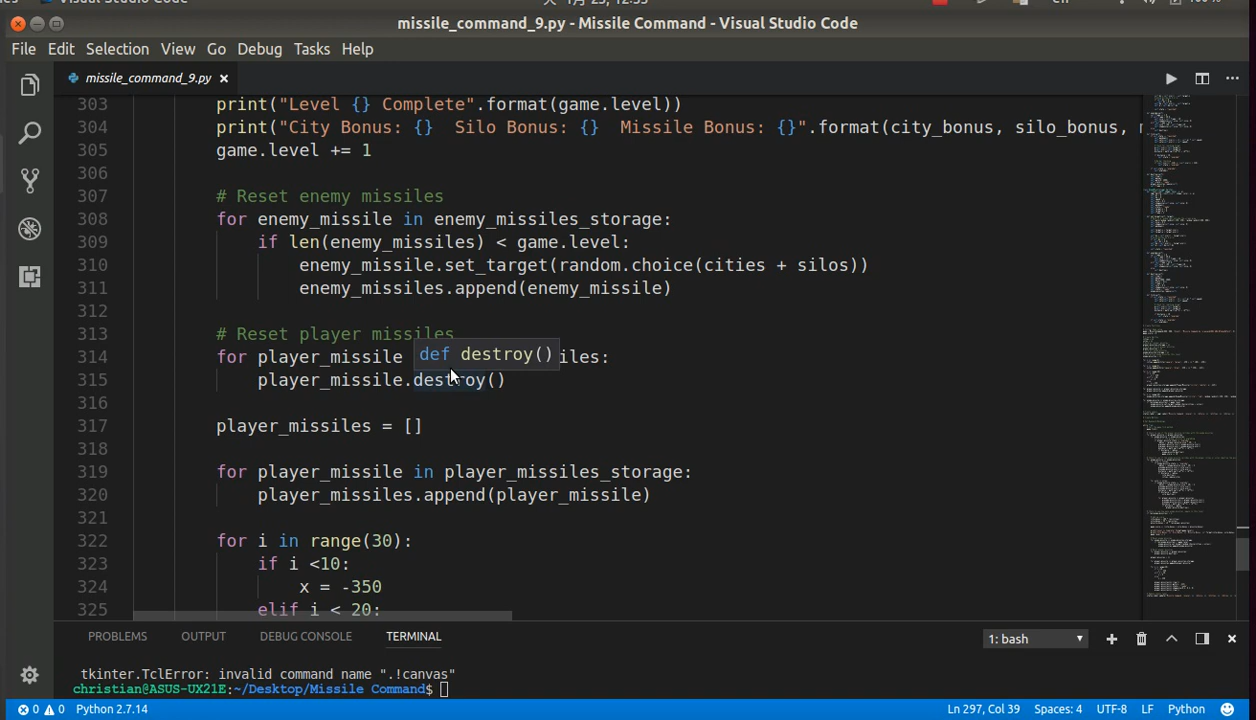 missile_command_9.py - Missile Command - Visual Studio Code
File Edit Selection View Go Debug Tasks Help
missile_command_9.py ×
303 print("Level {} Complete".format(game.level))
304 print("City Bonus: {}  Silo Bonus: {}  Missile Bonus: {}".format(city_bonus, silo_bonus,
305 game.level += 1
306
307 # Reset enemy missiles
308 for enemy_missile in enemy_missiles_storage:
309 if len(enemy_missiles) < game.level:
310 enemy_missile.set_target(random.choice(cities + silos))
311 enemy_missiles.append(enemy_missile)
312
313 # Reset player missiles
def destroy()
314 for player_missile iles:
315 player_missile.destroy()
316
317 player_missiles = []
318
319 for player_missile in player_missiles_storage:
320 player_missiles.append(player_missile)
321
322 for i in range(30):
323 if i <10:
324 x = -350
325 elif i < 20:
PROBLEMS OUTPUT DEBUG CONSOLE TERMINAL 1: bash
tkinter.TclError: invalid command name ".!canvas"
christian@ASUS-UX21E:~/Desktop/Missile Command$
0 0 Python 2.7.14 Ln 297, Col 39 Spaces: 4 UTF-8 LF Python